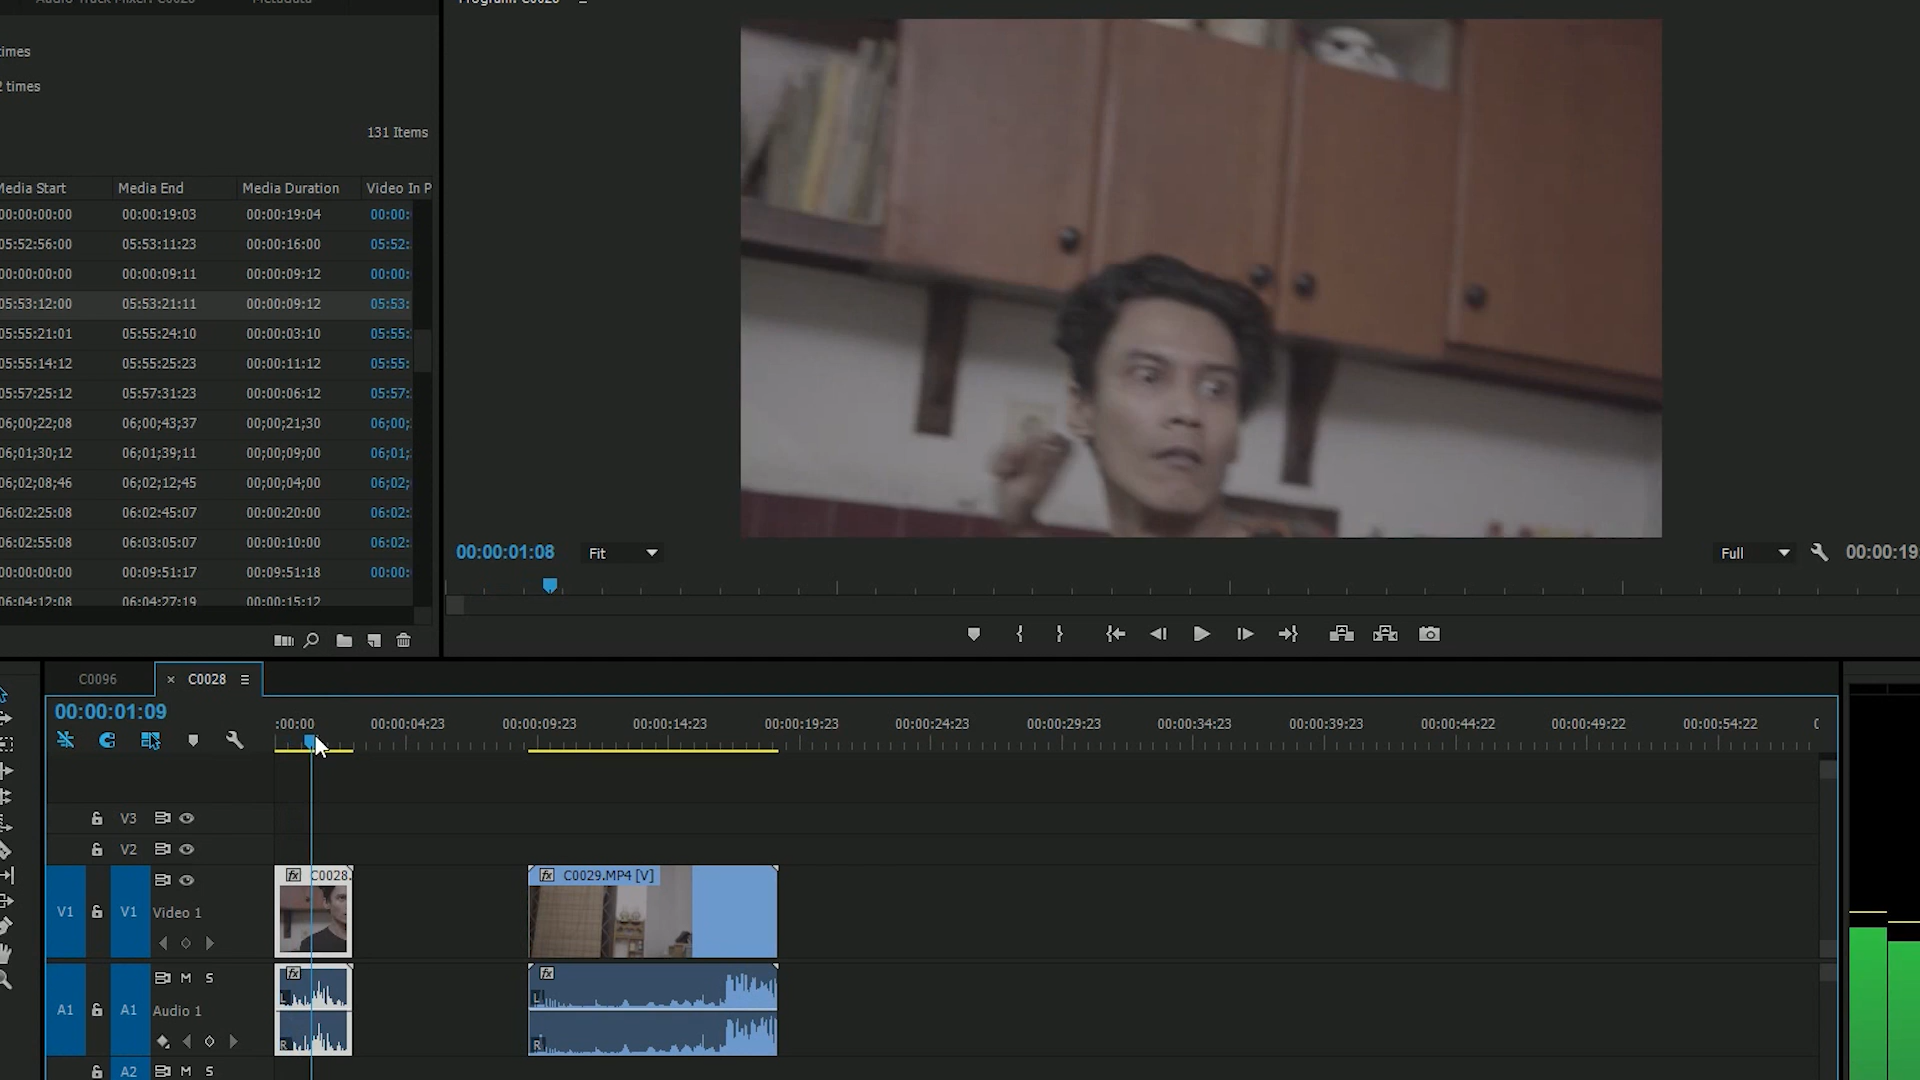 Audio Track Mixer: C0028
Metadata
Program: C0028
times
2 times
131 Items
Media Start Media End Media Duration Video In P
00:00:00:00 00:00:19:03 00:00:19:04 00:00:
05:52:56:00 05:53:11:23 00:00:16:00 05:52:
00:00:00:00 00:00:09:11 00:00:09:12 00:00:
05:53:12:00 05:53:21:11 00:00:09:12 05:53:
05:55:21:01 05:55:24:10 00:00:03:10 05:55:
05:55:14:12 05:55:25:23 00:00:11:12 05:55:
05:57:25:12 05:57:31:23 00:00:06:12 05:57:
06;00;22;08 06;00;43;37 00;00;21;30 06;00;
06;01;30;12 06;01;39;11 00;00;09;00 06;01;
06;02;08;46 06;02;12;45 00;00;04;00 06;02;
06:02:25:08 06:02:45:07 00:00:20:00 06:02:
06:02:55:08 06:03:05:07 00:00:10:00 06:02:
00:00:00:00 00:09:51:17 00:09:51:18 00:00:
06:04:12:08 06:04:27:19 00:00:15:12
00:00:01:08 Fit Full 00:00:19
C0096 × C0028
00:00:01:09
:00:00 00:00:04:23 00:00:09:23 00:00:14:23 00:00:19:23 00:00:24:23 00:00:29:23 00:00:34:23 00:00:39:23 00:00:44:22 00:00:49:22 00:00:54:22
V3
V2
fx C0028. fx C0029.MP4 [V]
V1 V1 Video 1
M S fx fx
L L
A1 A1 Audio 1
R R
A2 M S